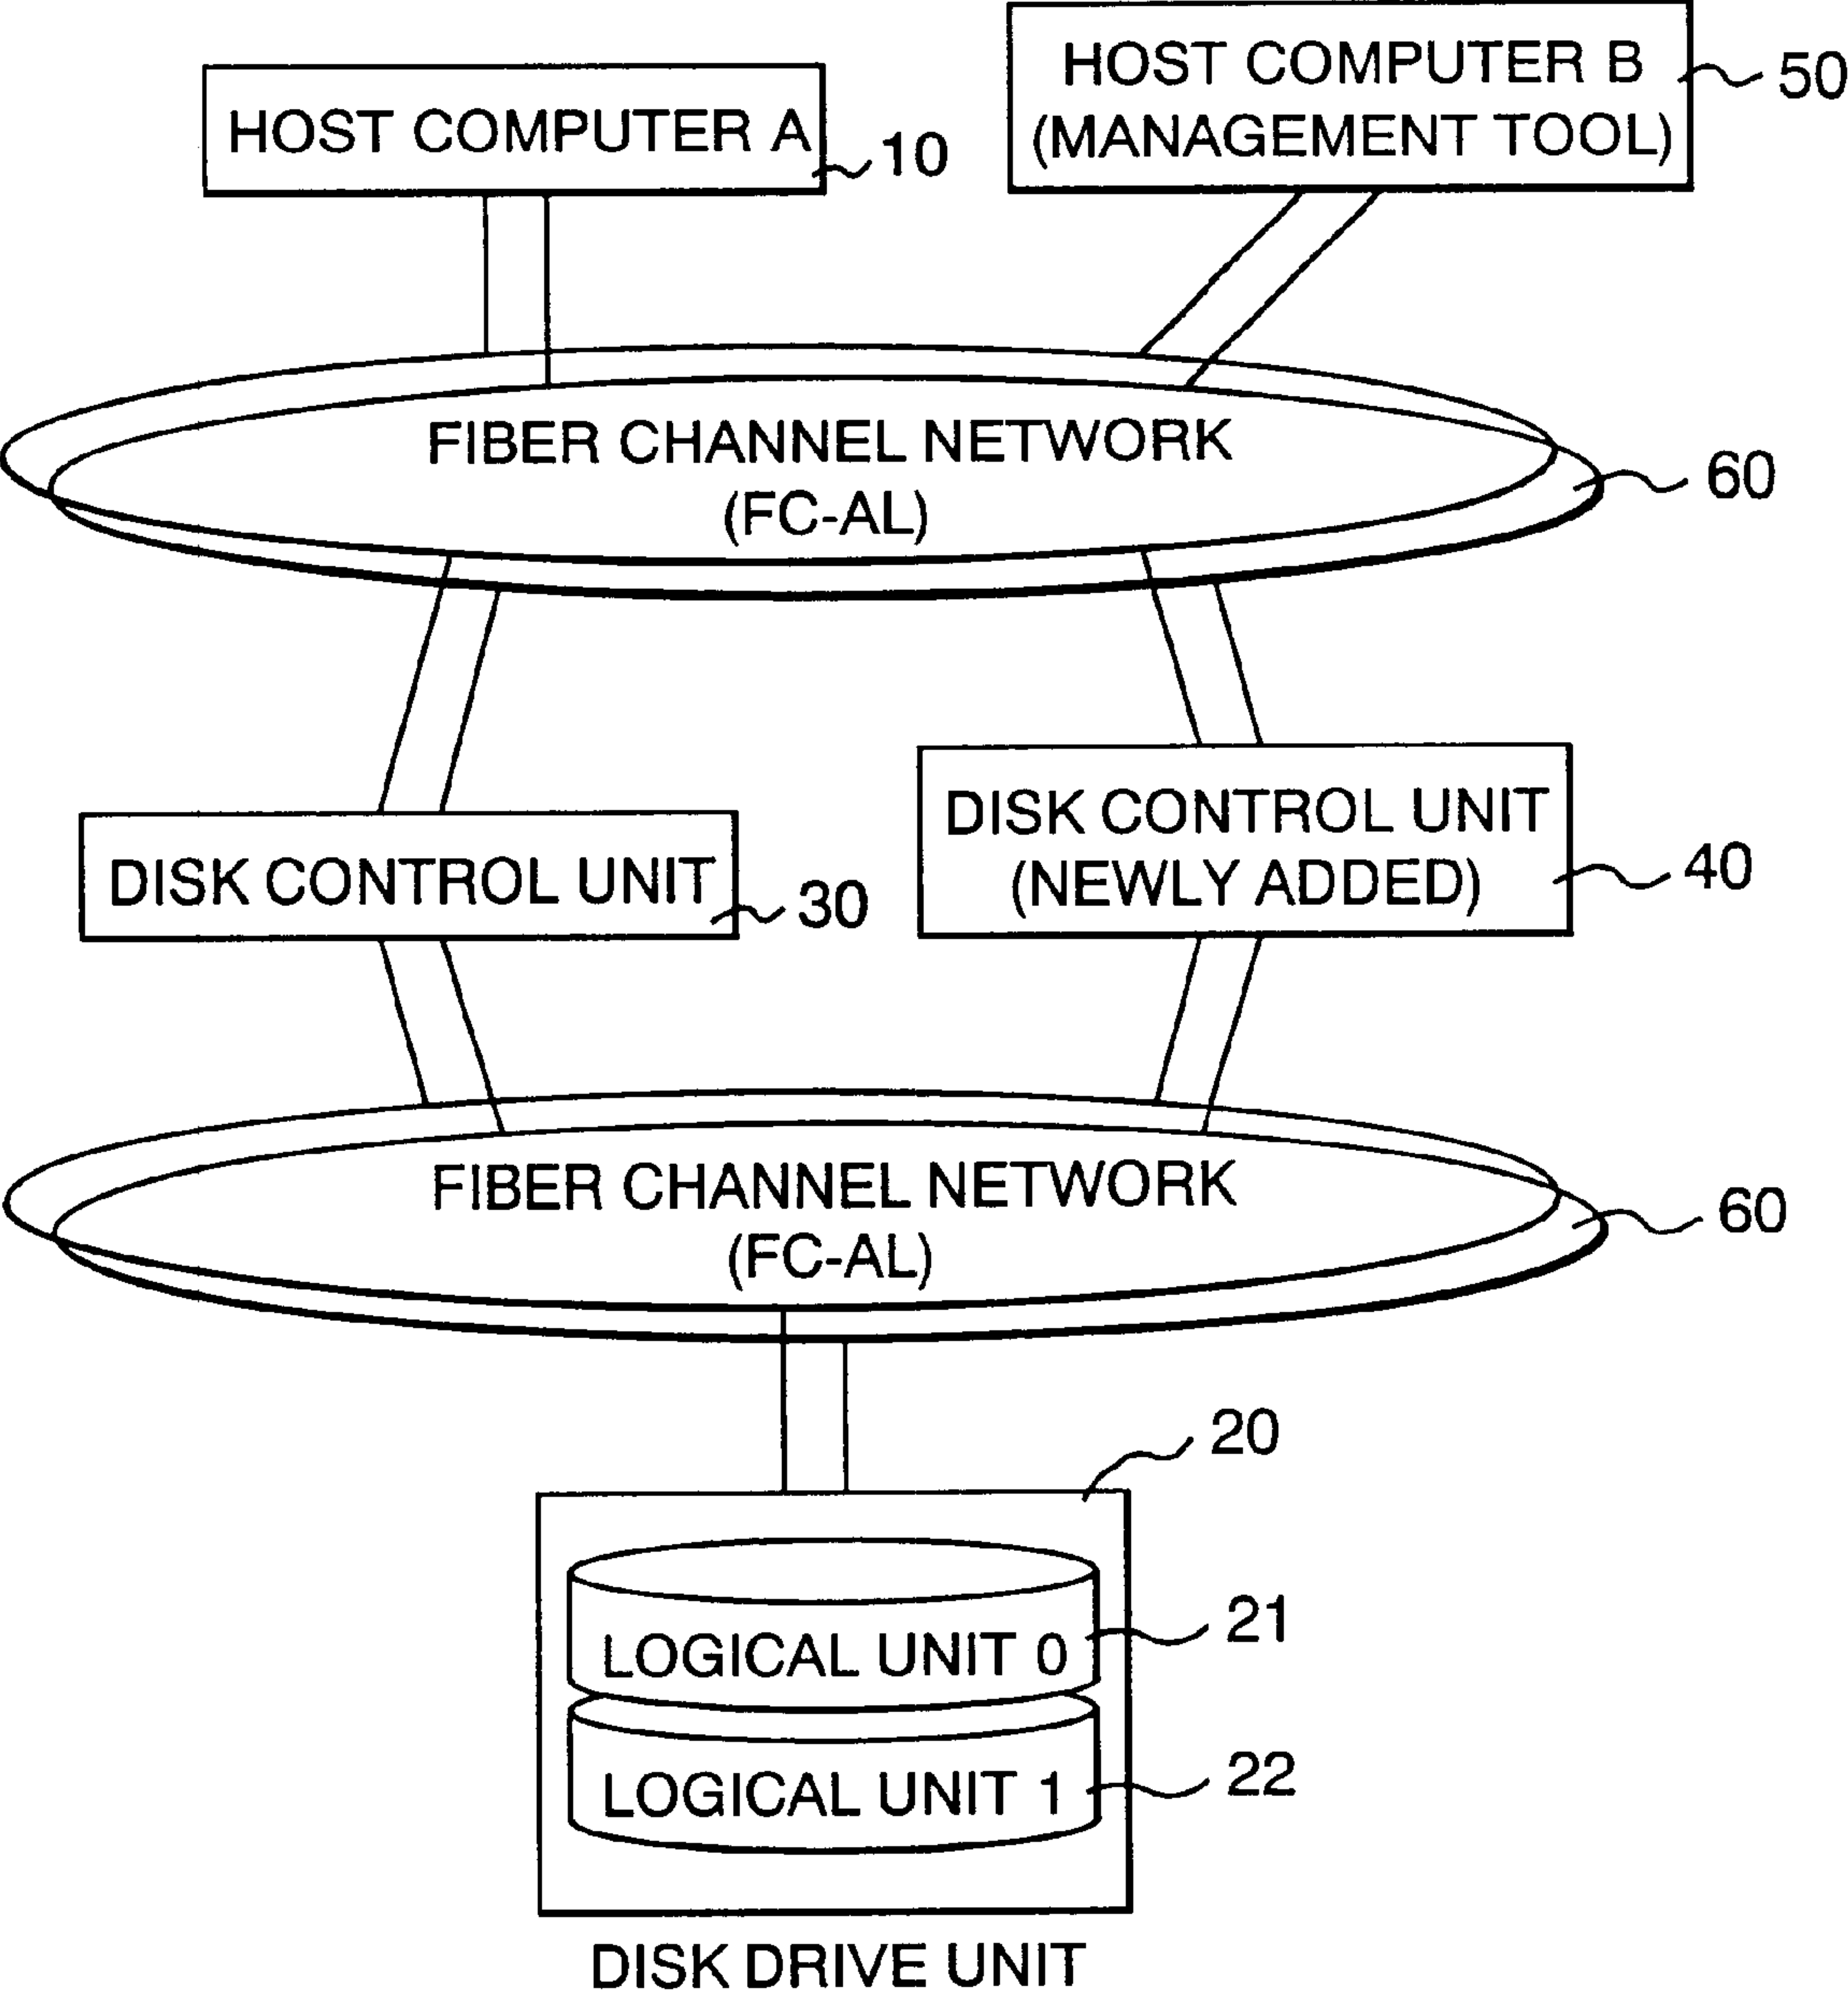 HOST COMPUTER A
10
HOST COMPUTER B
(MANAGEMENT TOOL)
50
FIBER CHANNEL NETWORK
(FC-AL)
60
DISK CONTROL UNIT
30
DISK CONTROL UNIT
(NEWLY ADDED)
40
FIBER CHANNEL NETWORK
(FC-AL)
60
20
LOGICAL UNIT 0
21
LOGICAL UNIT 1
22
DISK DRIVE UNIT